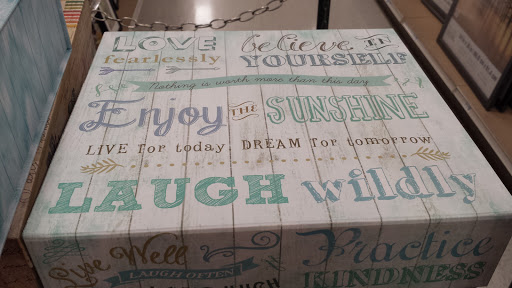 LOVE believe IN
fearlessly YOURSELF
Nothing is worth more than this day
Enjoy THE SUNSHINE
LIVE for today, DREAM for tomorrow
LAUGH wildly
Live Well Practice
LAUGH OFTEN KINDNESS
MUCH